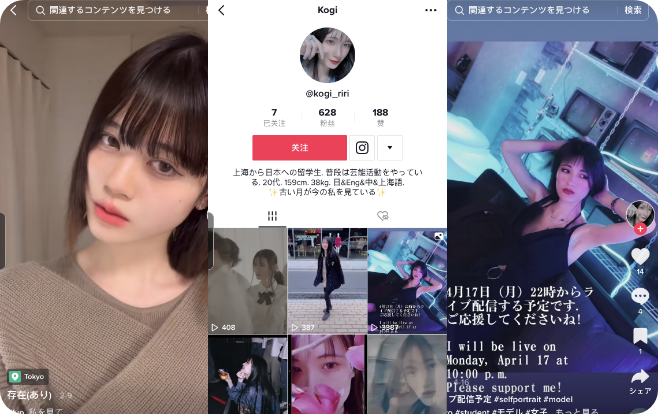 関連するコンテンツを見つける
Tokyo
存在(あり) 2-9
私を見て
Kogi
@kogi_riri
7 628 188
已关注 粉丝 赞
关注
上海から日本への留学生. 普段は芸能活動をやってい
る. 20代. 159cm. 38kg. 日&Eng&中&上海語.
✨古い月が今の私を見ている✨
408
387
3987
関連するコンテンツを見つける 検索
14
4
1
シェア
4月17日（月）22時からラ
イブ配信する予定です.
ご応援してくださいね!
I will be live on
Monday, April 17 at
10:00 p.m.
Please support me!
ブ配信予定 #selfportrait #model
#student #モデル #女子 もっと見る